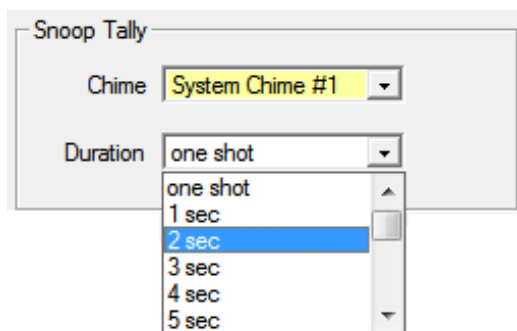 Snoop Tally
Chime System Chime #1
Duration one shot
one shot
1 sec
2 sec
3 sec
4 sec
5 sec